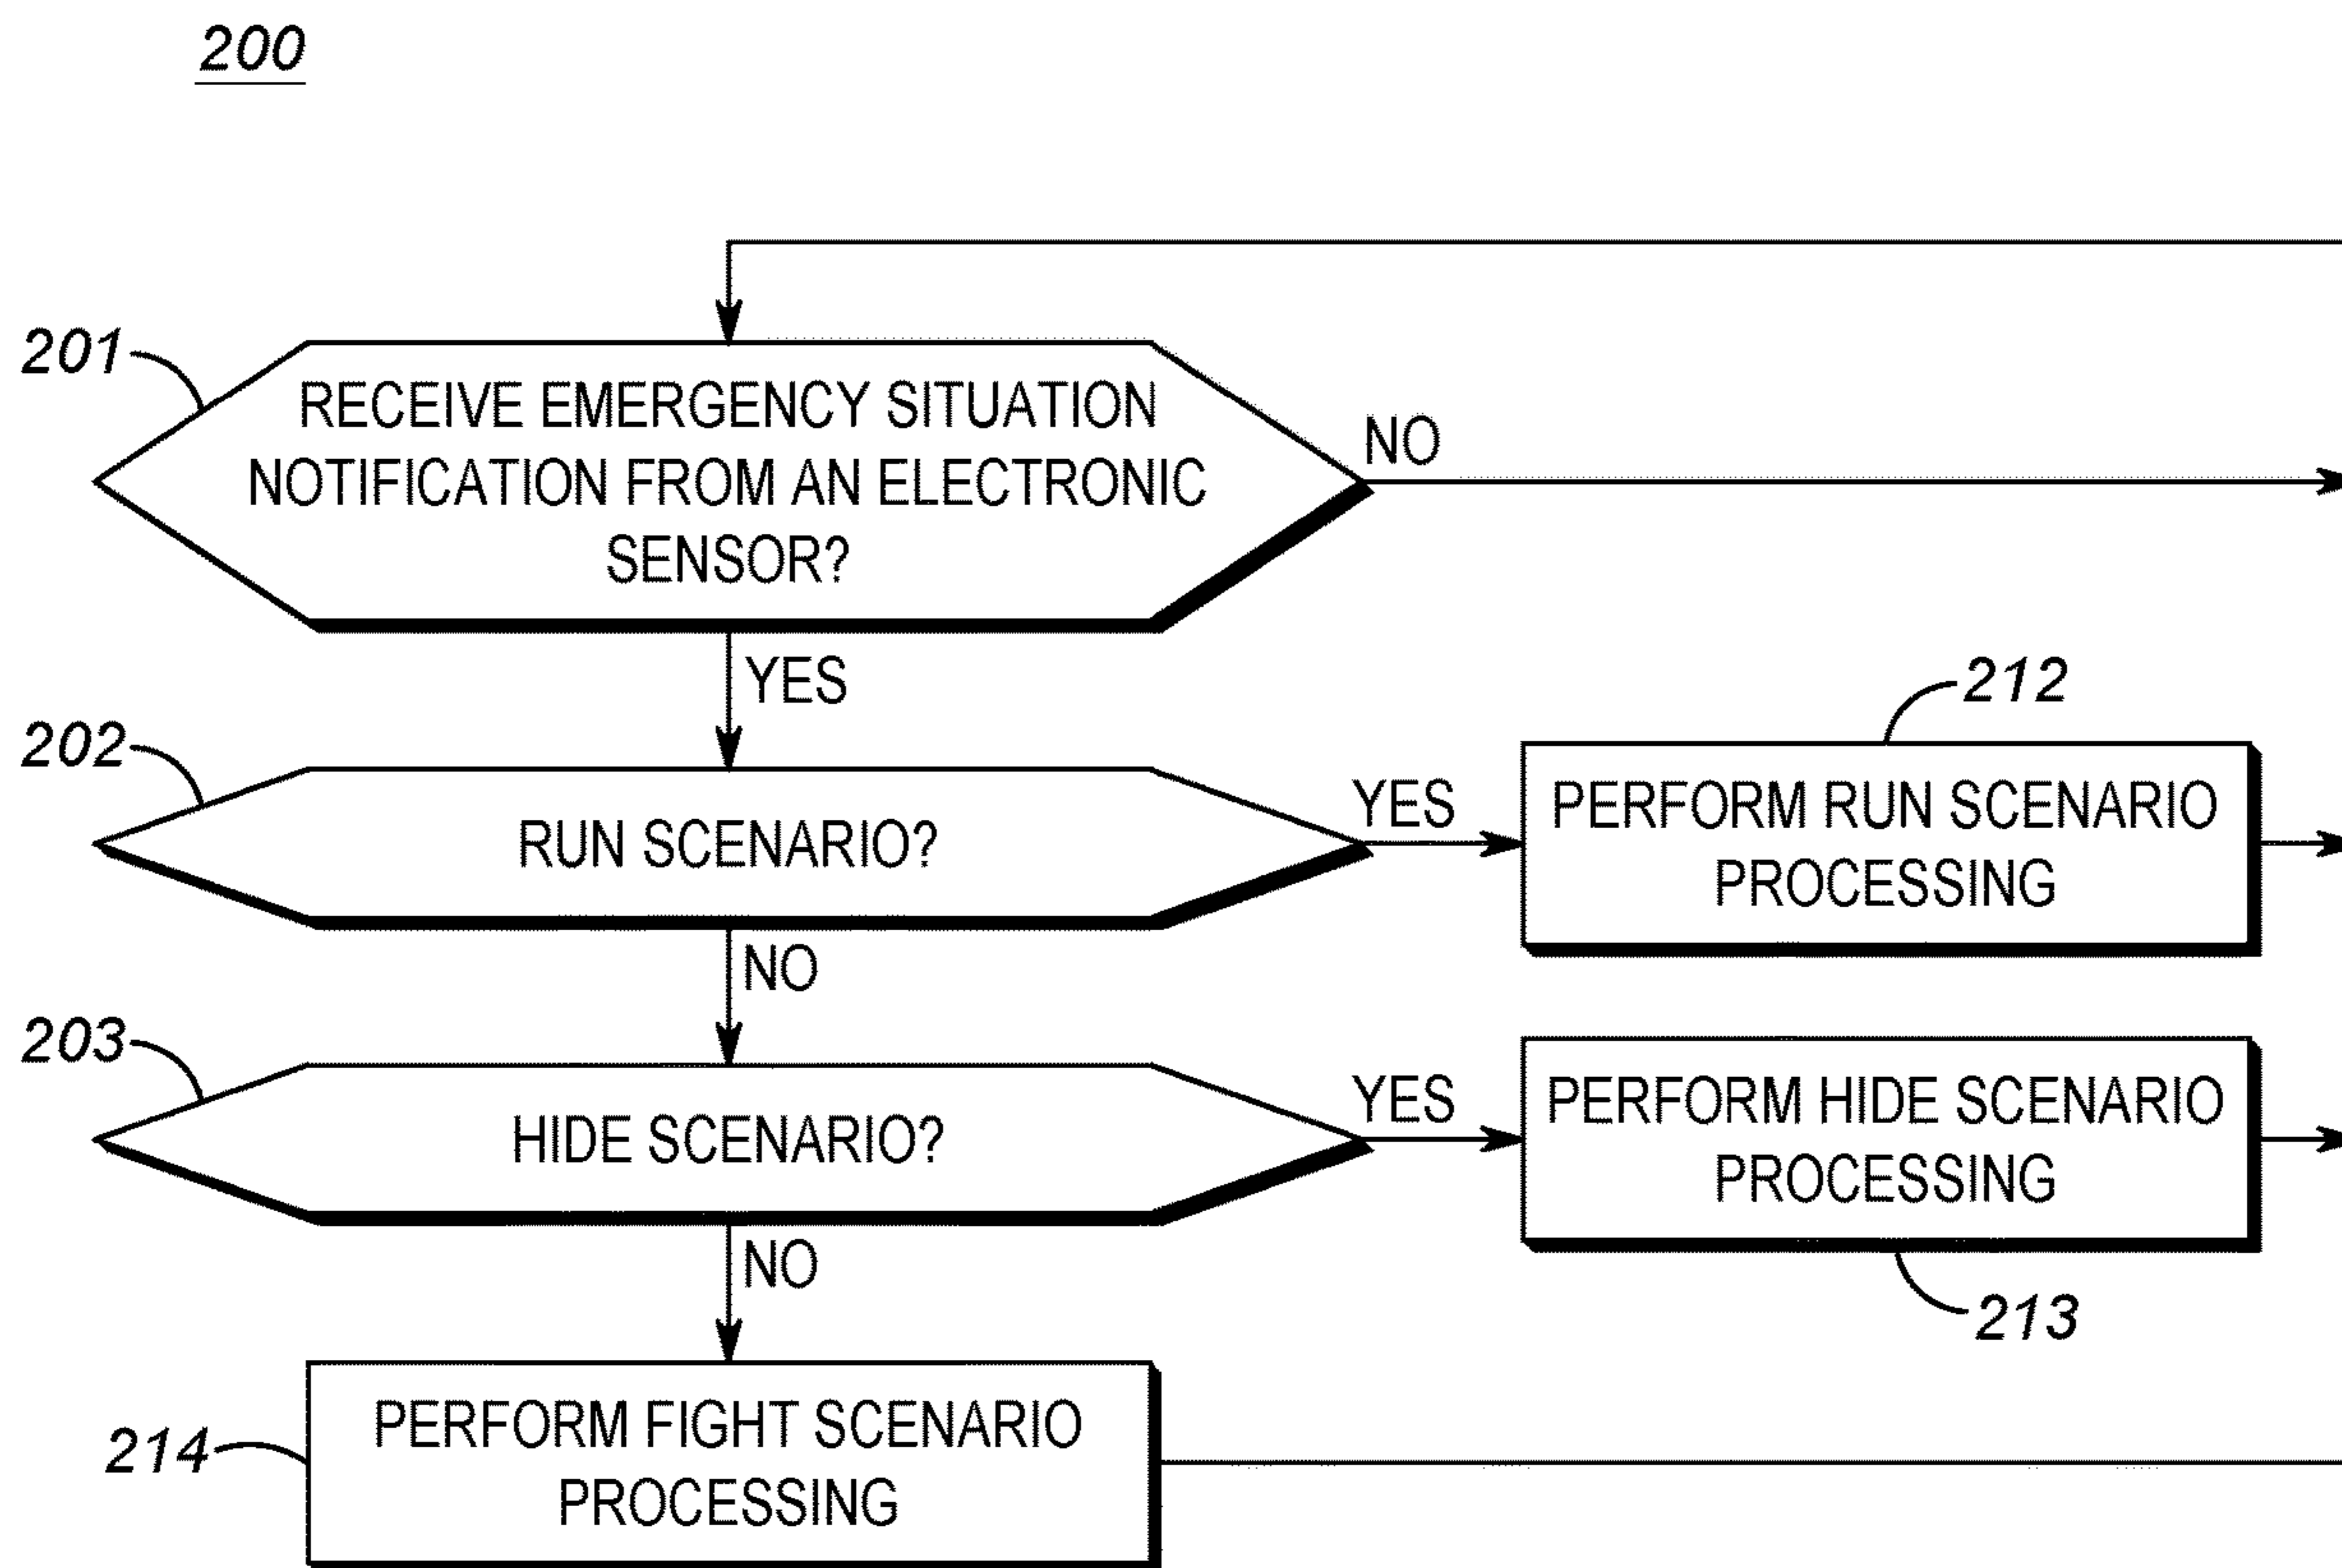 200
201
RECEIVE EMERGENCY SITUATION
NOTIFICATION FROM AN ELECTRONIC
SENSOR?
NO
YES
212
202
RUN SCENARIO?
YES
PERFORM RUN SCENARIO
PROCESSING
NO
203
HIDE SCENARIO?
YES
PERFORM HIDE SCENARIO
PROCESSING
NO
213
214
PERFORM FIGHT SCENARIO
PROCESSING